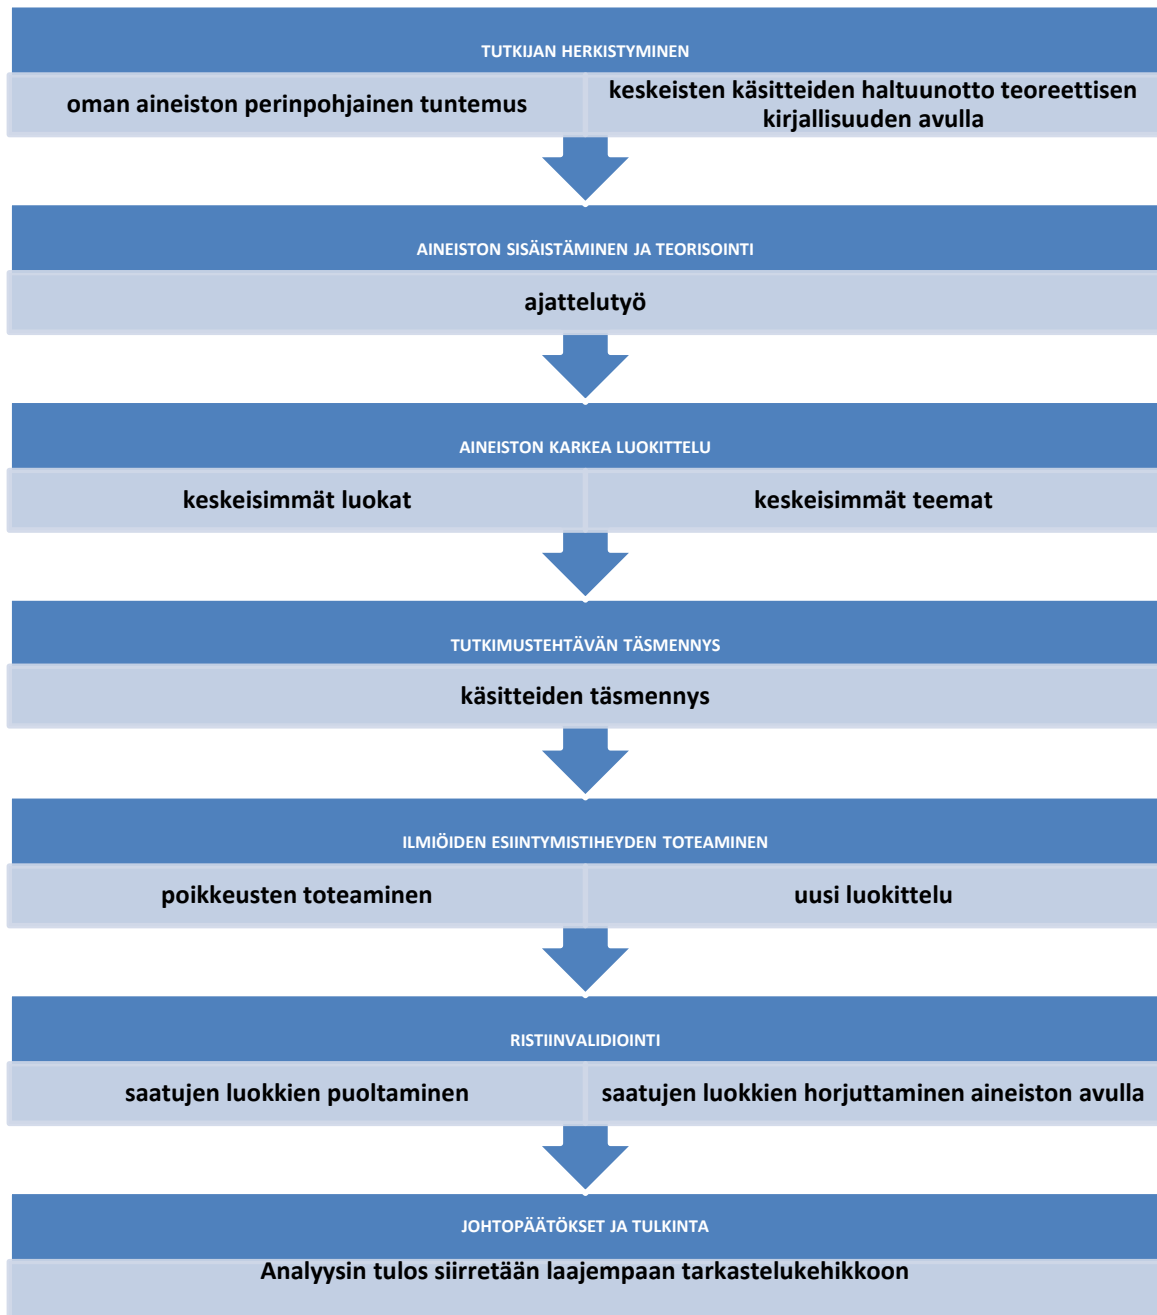 TUTKIJAN HERKISTYMINEN
oman aineiston perinpohjainen tuntemus
keskeisten käsitteiden haltuunotto teoreettisen
kirjallisuuden avulla
AINEISTON SISÄISTÄMINEN JA TEORISOINTI
ajattelutyö
AINEISTON KARKEA LUOKITTELU
keskeisimmät luokat
keskeisimmät teemat
TUTKIMUSTEHTÄVÄN TÄSMENNYS
käsitteiden täsmennys
ILMIÖIDEN ESIINTYMISTIHEYDEN TOTEAMINEN
poikkeusten toteaminen
uusi luokittelu
RISTIINVALIDIOINTI
saatujen luokkien puoltaminen
saatujen luokkien horjuttaminen aineiston avulla
JOHTOPÄÄTÖKSET JA TULKINTA
Analyysin tulos siirretään laajempaan tarkastelukehikkoon